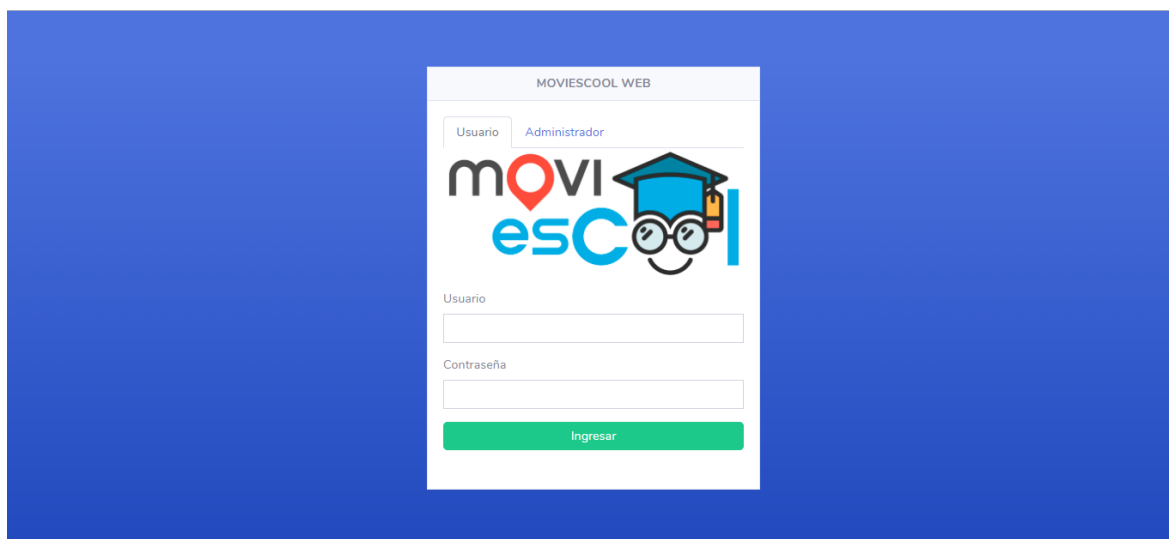 MOVIESCOOL WEB
Usuario Administrador
mOVI
esCOOl
Usuario
Contraseña
Ingresar